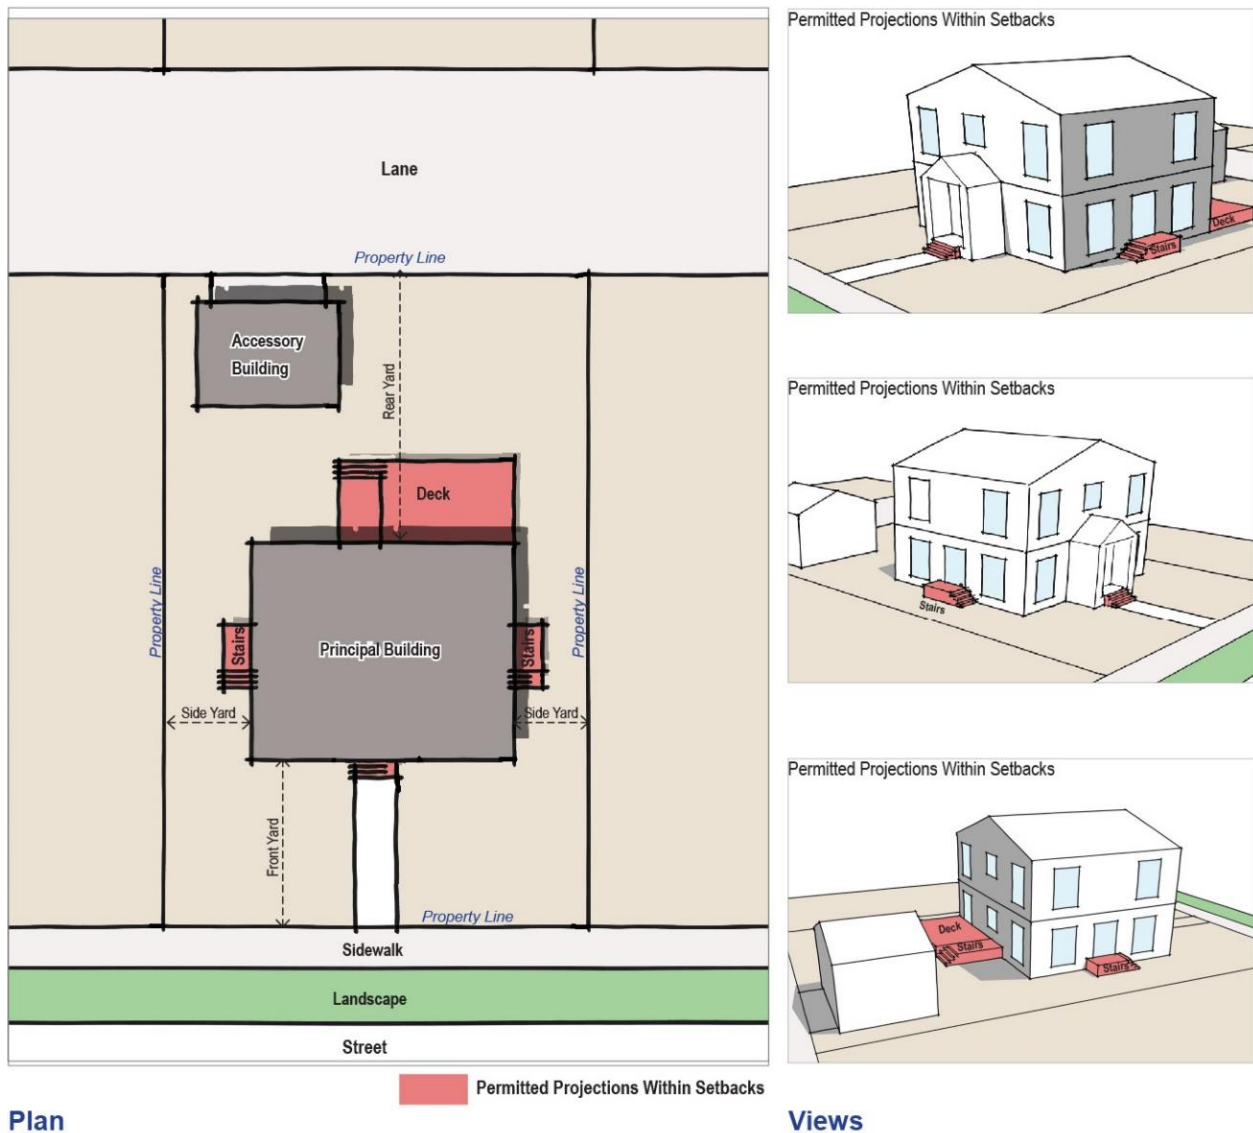 Lane
Property Line
Accessory
Building
Rear Yard
Deck
Property Line
Stairs
Principal Building
Stairs
Property Line
Side Yard
Side Yard
Front Yard
Property Line
Sidewalk
Landscape
Street
Permitted Projections Within Setbacks
Plan
Permitted Projections Within Setbacks
Deck
Stairs
Permitted Projections Within Setbacks
Stairs
Permitted Projections Within Setbacks
Deck
Stairs
Stairs
Views